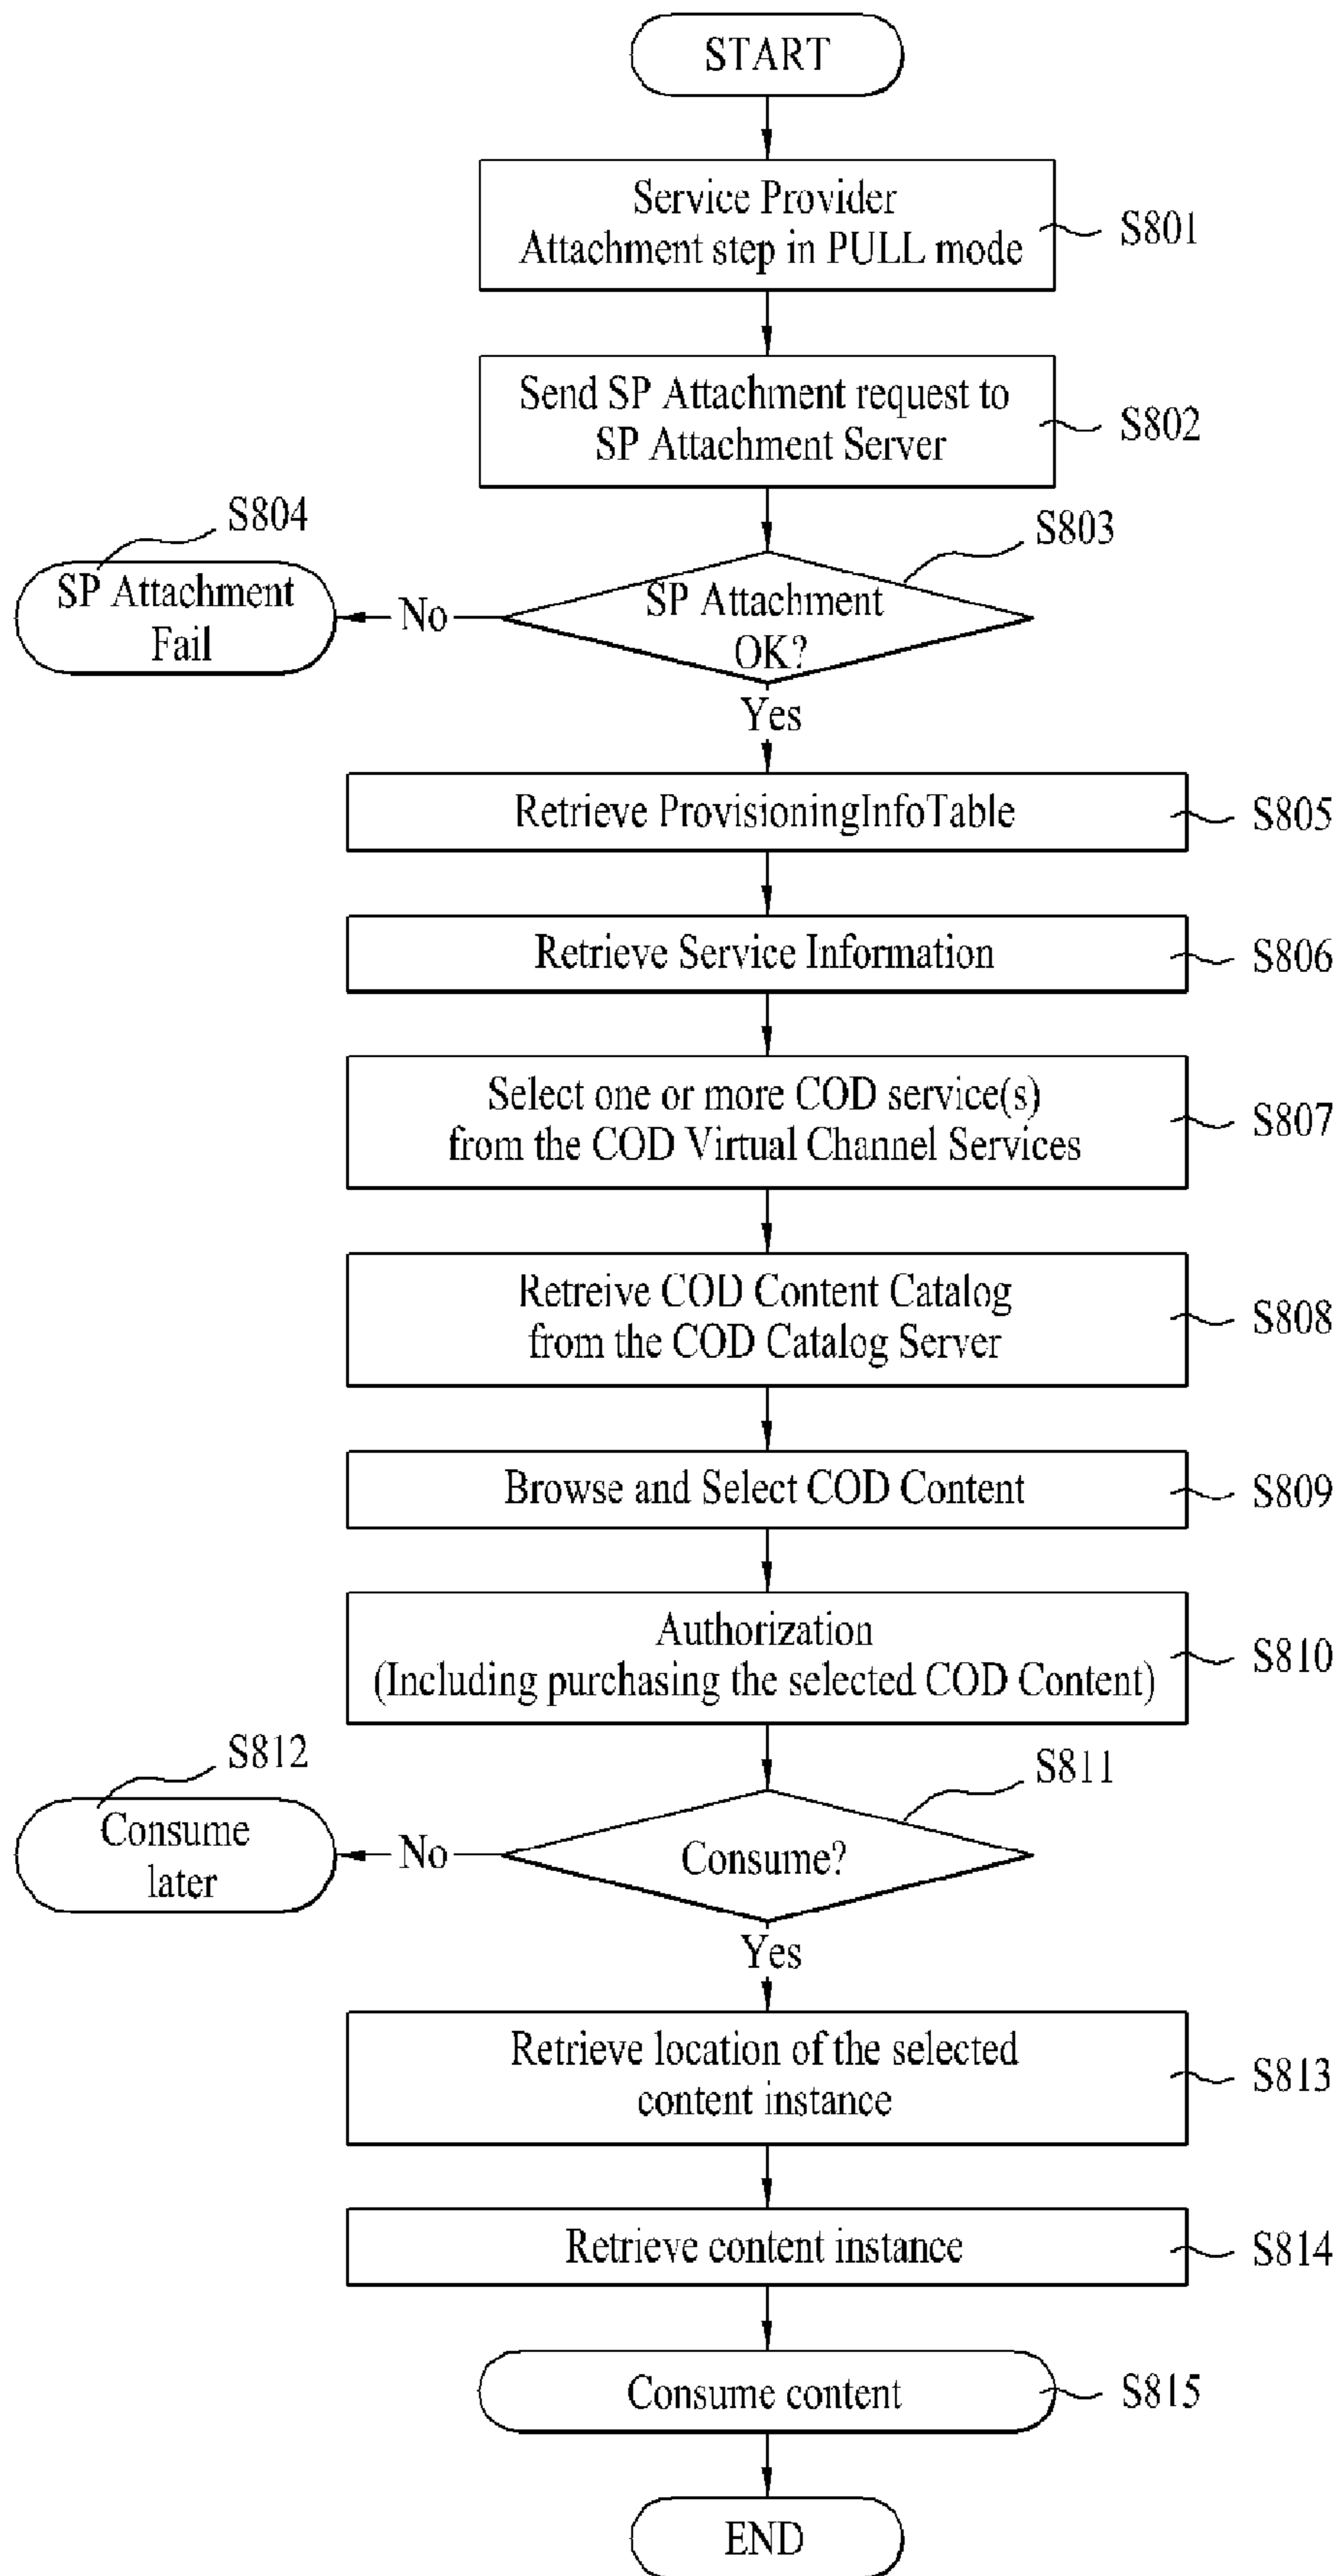 START
Service Provider
Attachment step in PULL mode
S801
Send SP Attachment request to
SP Attachment Server
S802
S804
S803
SP Attachment
Fail
No
SP Attachment
OK?
Yes
Retrieve ProvisioningInfoTable
S805
Retrieve Service Information
S806
Select one or more COD service(s)
from the COD Virtual Channel Services
S807
Retreive COD Content Catalog
from the COD Catalog Server
S808
Browse and Select COD Content
S809
Authorization
(Including purchasing the selected COD Content)
S810
S812
S811
Consume
later
No
Consume?
Yes
Retrieve location of the selected
content instance
S813
Retrieve content instance
S814
Consume content
S815
END